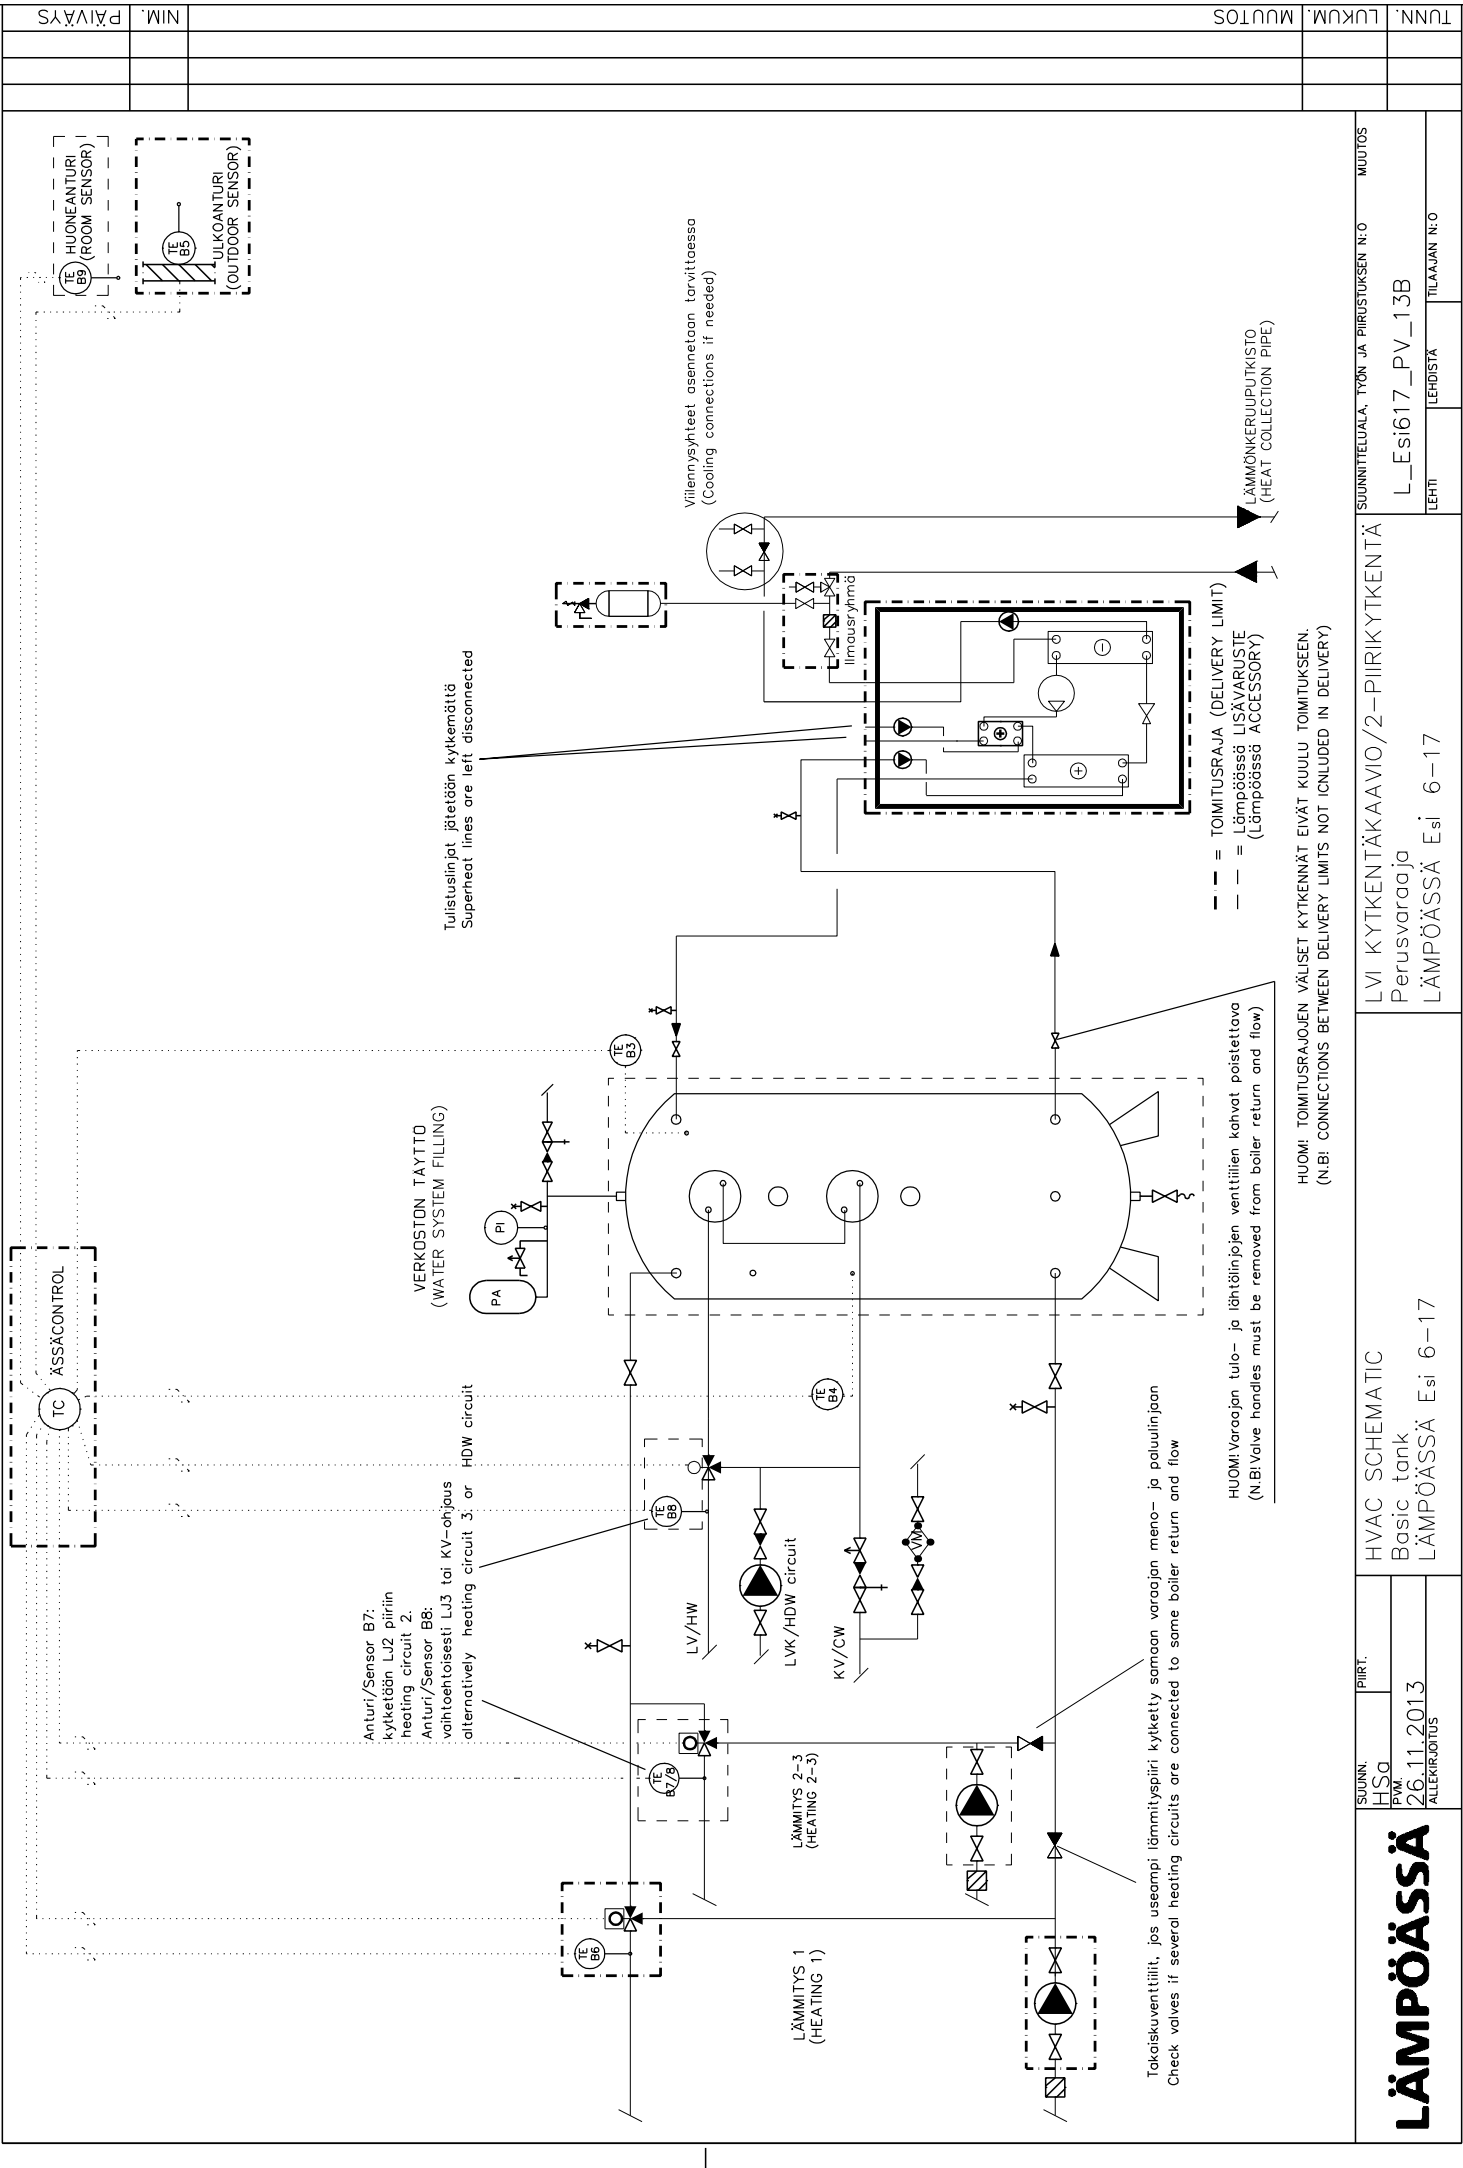 TUNN.
LUKUM.
MUUTOS
NIM.
PÄIVÄYS
HUONEANTURI
(ROOM SENSOR)
TE
B9
TE
B5
ULKOANTURI
(OUTDOOR SENSOR)
TC
ÄSSÄCONTROL
VERKOSTON TÄYTTÖ
(WATER SYSTEM FILLING)
PA
PI
TE
B3
TE
B4
Tulistuslinjat jätetään kytkemättä
Superheat lines are left disconnected
Viilennysyhteet asennetaan tarvittaessa
(Cooling connections if needed)
Ilmausryhmä
LÄMMÖNKERUUPUTKISTO
(HEAT COLLECTION PIPE)
Anturi/Sensor B7:
kytketään LJ2 piiriin
heating circuit 2.
Anturi/Sensor B8:
vaihtoehtoisesti LJ3 tai KV-ohjaus
alternatively heating circuit 3. or HDW circuit
TE
B8
TE
B7/8
TE
B6
LV/HW
LVK/HDW circuit
KV/CW
VM
LÄMMITYS 2-3
(HEATING 2-3)
LÄMMITYS 1
(HEATING 1)
Takaiskuventtiilit, jos useampi lämmityspiiri kytketty samaan varaajan meno- ja paluulinjaan
Check valves if several heating circuits are connected to same boiler return and flow
HUOM! Varaajan tulo- ja lähtölinjojen venttiilien kahvat poistettava
(N.B! Valve handles must be removed from boiler return and flow)
= TOIMITUSRAJA (DELIVERY LIMIT)
= Lämpöässä LISÄVARUSTE
(Lämpöässä ACCESSORY)
HUOM! TOIMITUSRAJOJEN VÄLISET KYTKENNÄT EIVÄT KUULU TOIMITUKSEEN.
(N.B! CONNECTIONS BETWEEN DELIVERY LIMITS NOT ICNLUDED IN DELIVERY)
LÄMPÖÄSSÄ
SUUNN.
HSa
PIIRT.
PVM.
26.11.2013
ALLEKIRJOITUS
HVAC SCHEMATIC
Basic tank
LÄMPÖÄSSÄ Esi 6-17
LVI KYTKENTÄKAAVIO/2-PIIRIKYTKENTÄ
Perusvaraaja
LÄMPÖÄSSÄ Esi 6-17
SUUNNITTELUALA, TYÖN JA PIIRUSTUKSEN N:O
MUUTOS
L_Esi617_PV_13B
LEHTI
LEHDISTÄ
TILAAJAN N:O